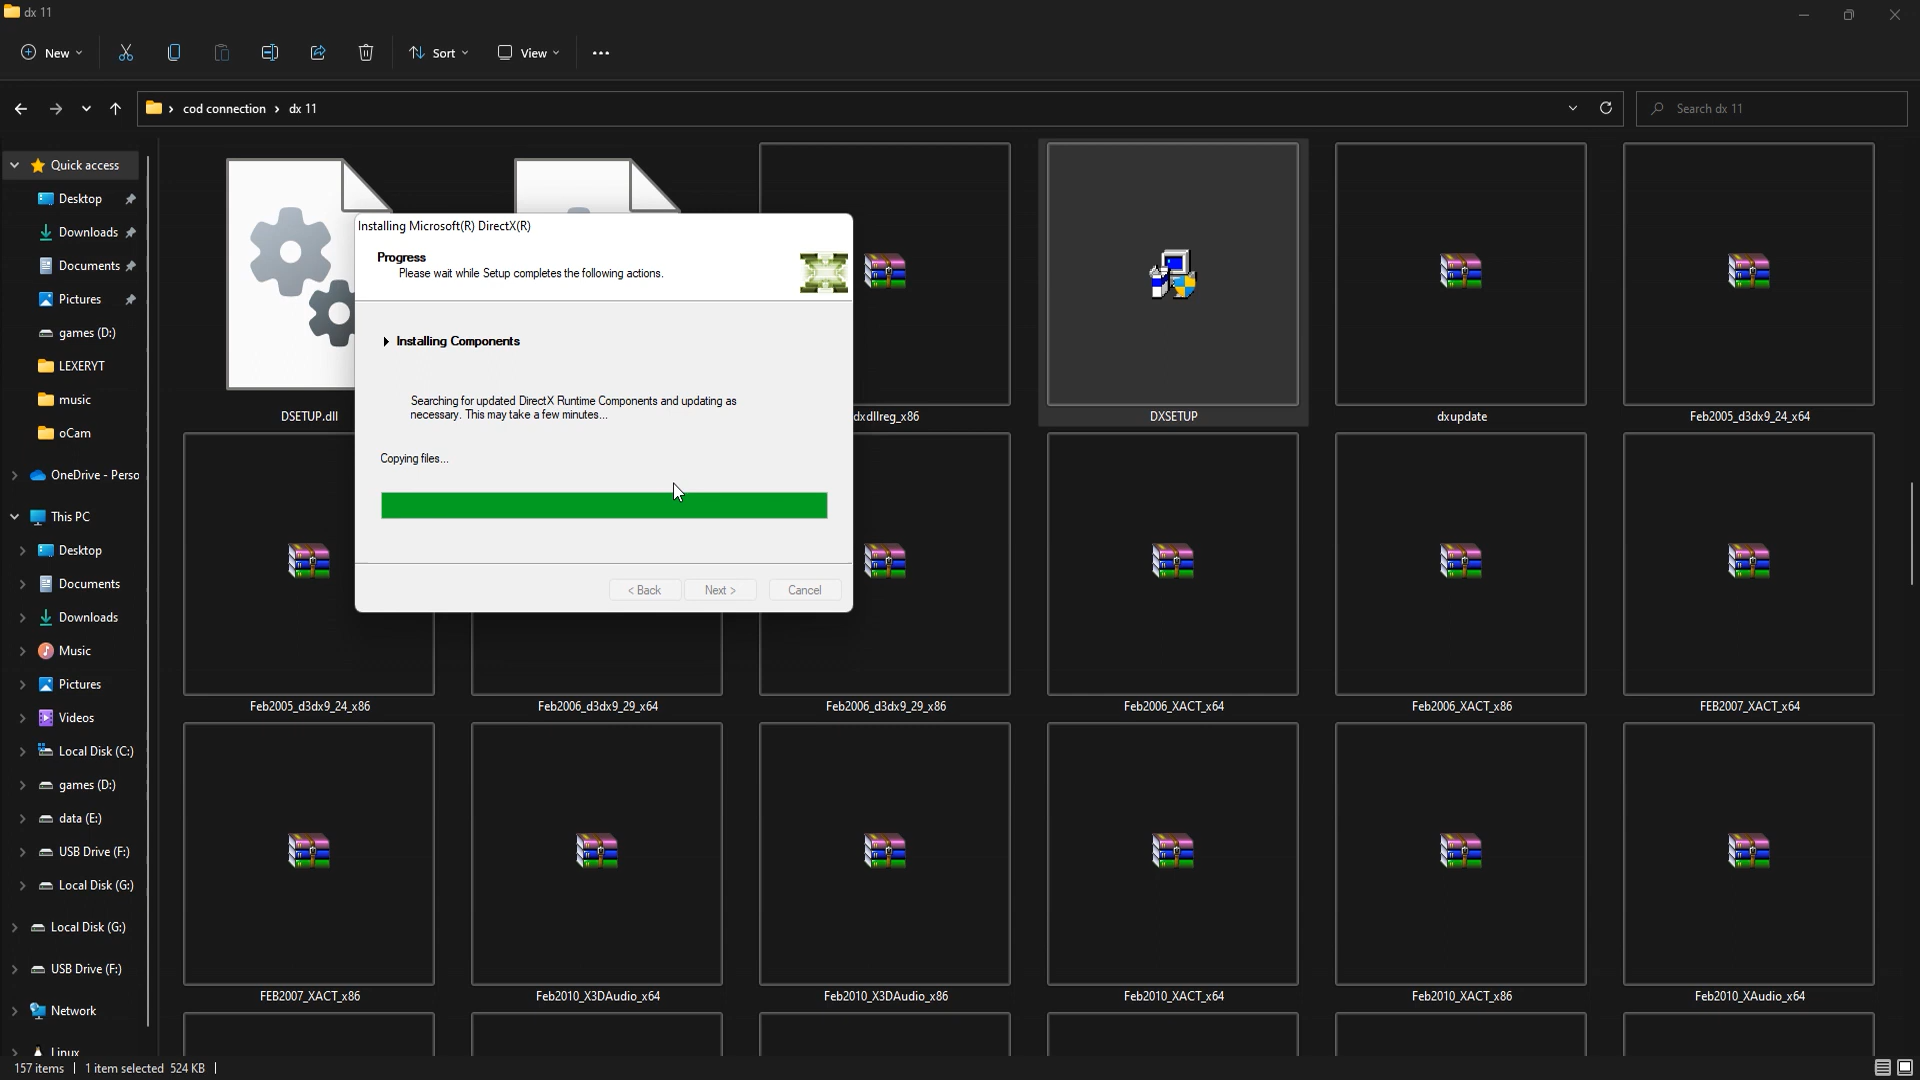 dx 11
New
Sort
View
cod connection
dx 11
Search dx 11
Quick access
Desktop
Downloads
Documents
Pictures
games (D:)
LEXERYT
music
oCam
OneDrive - Perso
This PC
Desktop
Documents
Downloads
Music
Pictures
Videos
Local Disk (C:)
games (D:)
data (E:)
USB Drive (F:)
Local Disk (G:)
Local Disk (G:)
USB Drive (F:)
Network
Linux
Installing Microsoft(R) DirectX(R)
Progress
Please wait while Setup completes the following actions.
Installing Components
Searching for updated DirectX Runtime Components and updating as
necessary. This may take a few minutes...
Copying files...
< Back
Next >
Cancel
DSETUP.dll
dxdllreg_x86
DXSETUP
dxupdate
Feb2005_d3dx9_24_x64
Feb2005_d3dx9_24_x86
Feb2006_d3dx9_29_x64
Feb2006_d3dx9_29_x86
Feb2006_XACT_x64
Feb2006_XACT_x86
FEB2007_XACT_x64
FEB2007_XACT_x86
Feb2010_X3DAudio_x64
Feb2010_X3DAudio_x86
Feb2010_XACT_x64
Feb2010_XACT_x86
Feb2010_XAudio_x64
157 items
1 item selected 524 KB